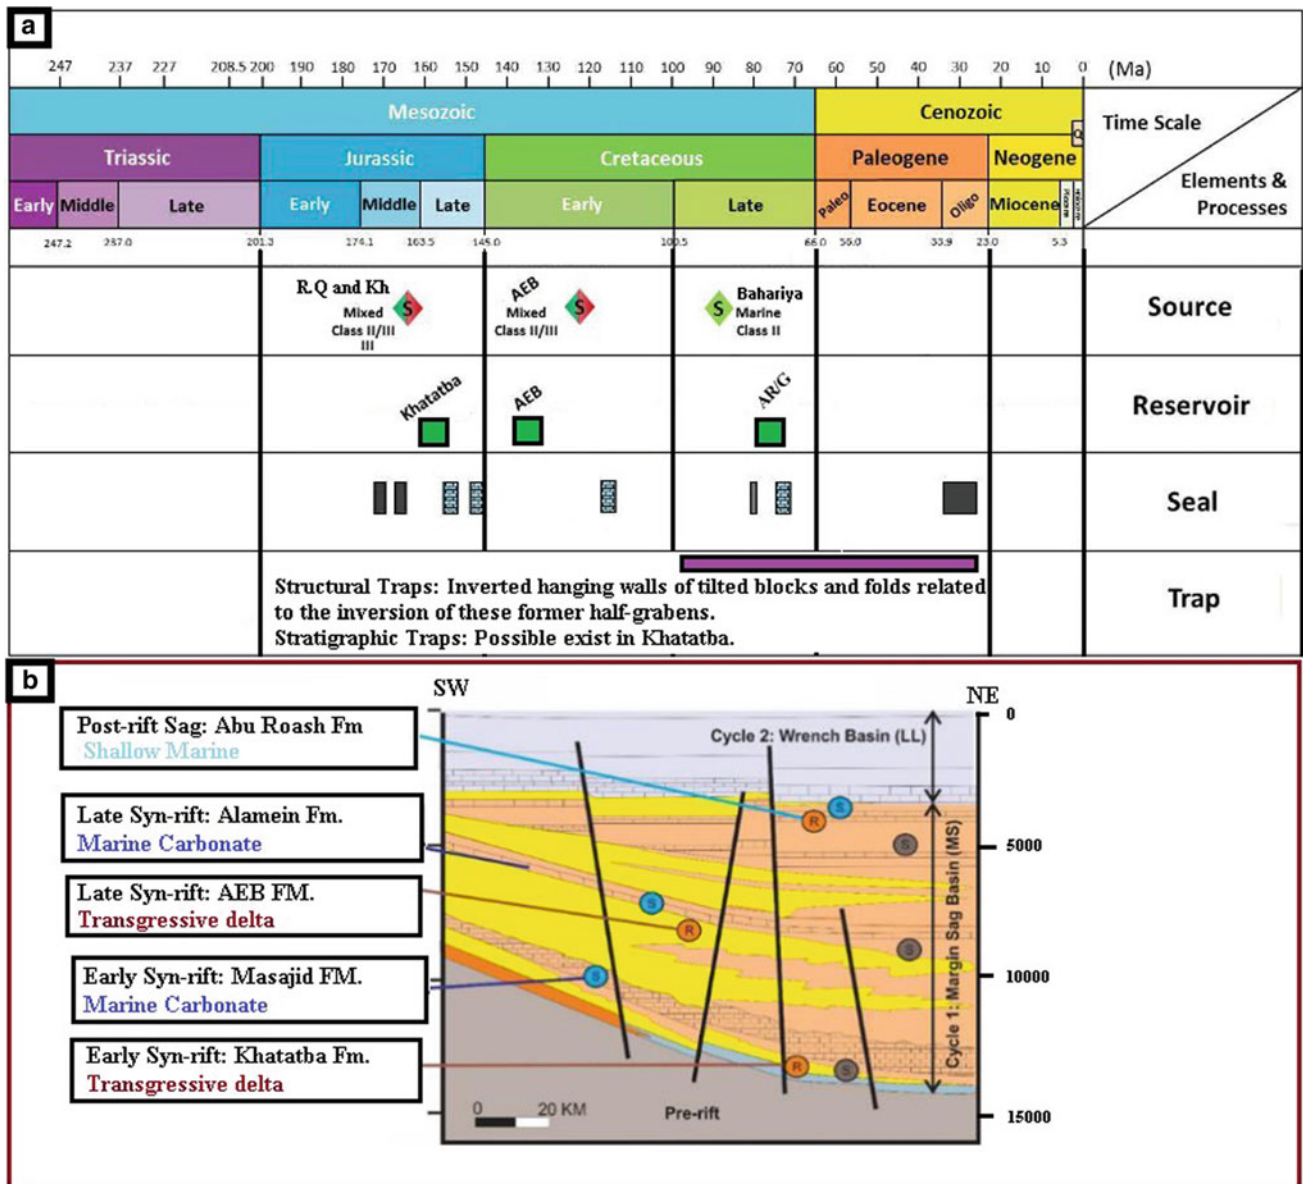 a
247 237 227 208.5 200 190 180 170 160 150 140 130 120 110 100 90 80 70 60 50 40 30 20 10 0 (Ma)
Mesozoic Cenozoic
Q
Time Scale
Triassic Jurassic Cretaceous Paleogene Neogene
Elements &
Processes
Early Middle Late Early Middle Late Early Late Paleo Eocene Oligo Miocene
247.2 237.0 201.3 174.1 163.5 145.0 100.5 66.0 56.0 33.9 23.0 5.3
R.Q and Kh
Mixed
Class II/III
III
S
AEB
Mixed
Class II/III
S
S
Bahariya
Marine
Class II
Source
Khatatba
AEB
AR/G
Reservoir
Seal
Structural Traps: Inverted hanging walls of tilted blocks and folds related
to the inversion of these former half-grabens.
Stratigraphic Traps: Possible exist in Khatatba.
Trap
b
SW
NE
Post-rift Sag: Abu Roash Fm
Shallow Marine
Late Syn-rift: Alamein Fm.
Marine Carbonate
Late Syn-rift: AEB FM.
Transgressive delta
Early Syn-rift: Masajid FM.
Marine Carbonate
Early Syn-rift: Khatatba Fm.
Transgressive delta
Cycle 2: Wrench Basin (LL)
Cycle 1: Margin Sag Basin (MS)
R S
S
S
R
S
S
R S
0 20 KM
Pre-rift
0
5000
10000
15000